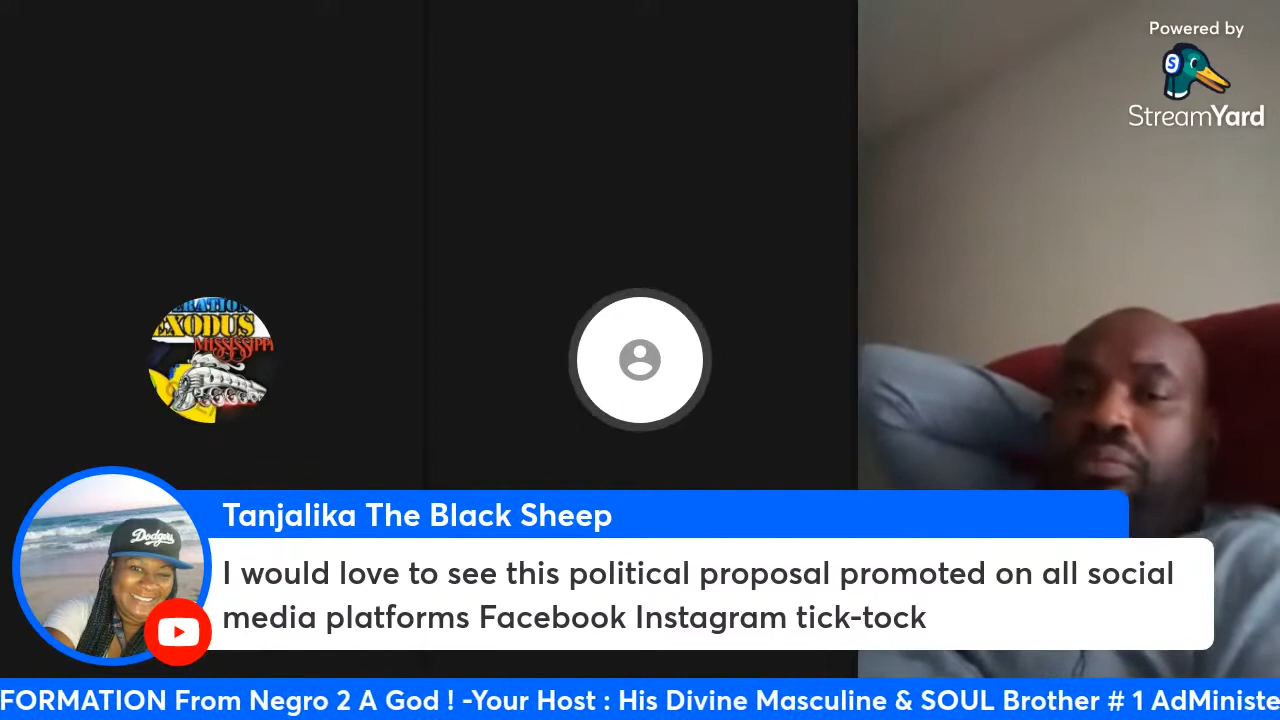 Powered by
StreamYard
EXODUS
MISSISSIPPI
Dodgers
Tanjalika The Black Sheep
I would love to see this political proposal promoted on all social
media platforms Facebook Instagram tick-tock
FORMATION From Negro 2 A God ! -Your Host : His Divine Masculine & SOUL Brother # 1 AdMiniste